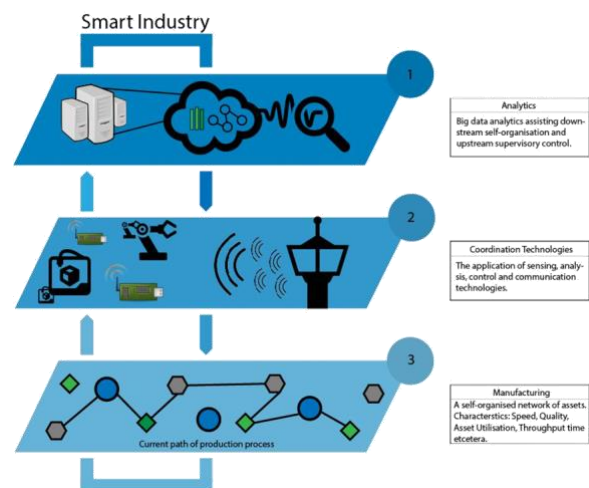 Smart Industry
1
Analytics
Big data analytics assisting down-
stream self-organisation and
upstream supervisory control.
2
Coordination Technologies
The application of sensing, analy-
sis, control and communication
technologies.
3
Manufacturing
A self-organised network of assets.
Characterstics: Speed, Quality,
Asset Utilisation, Throughput time
etcetera.
Current path of production process